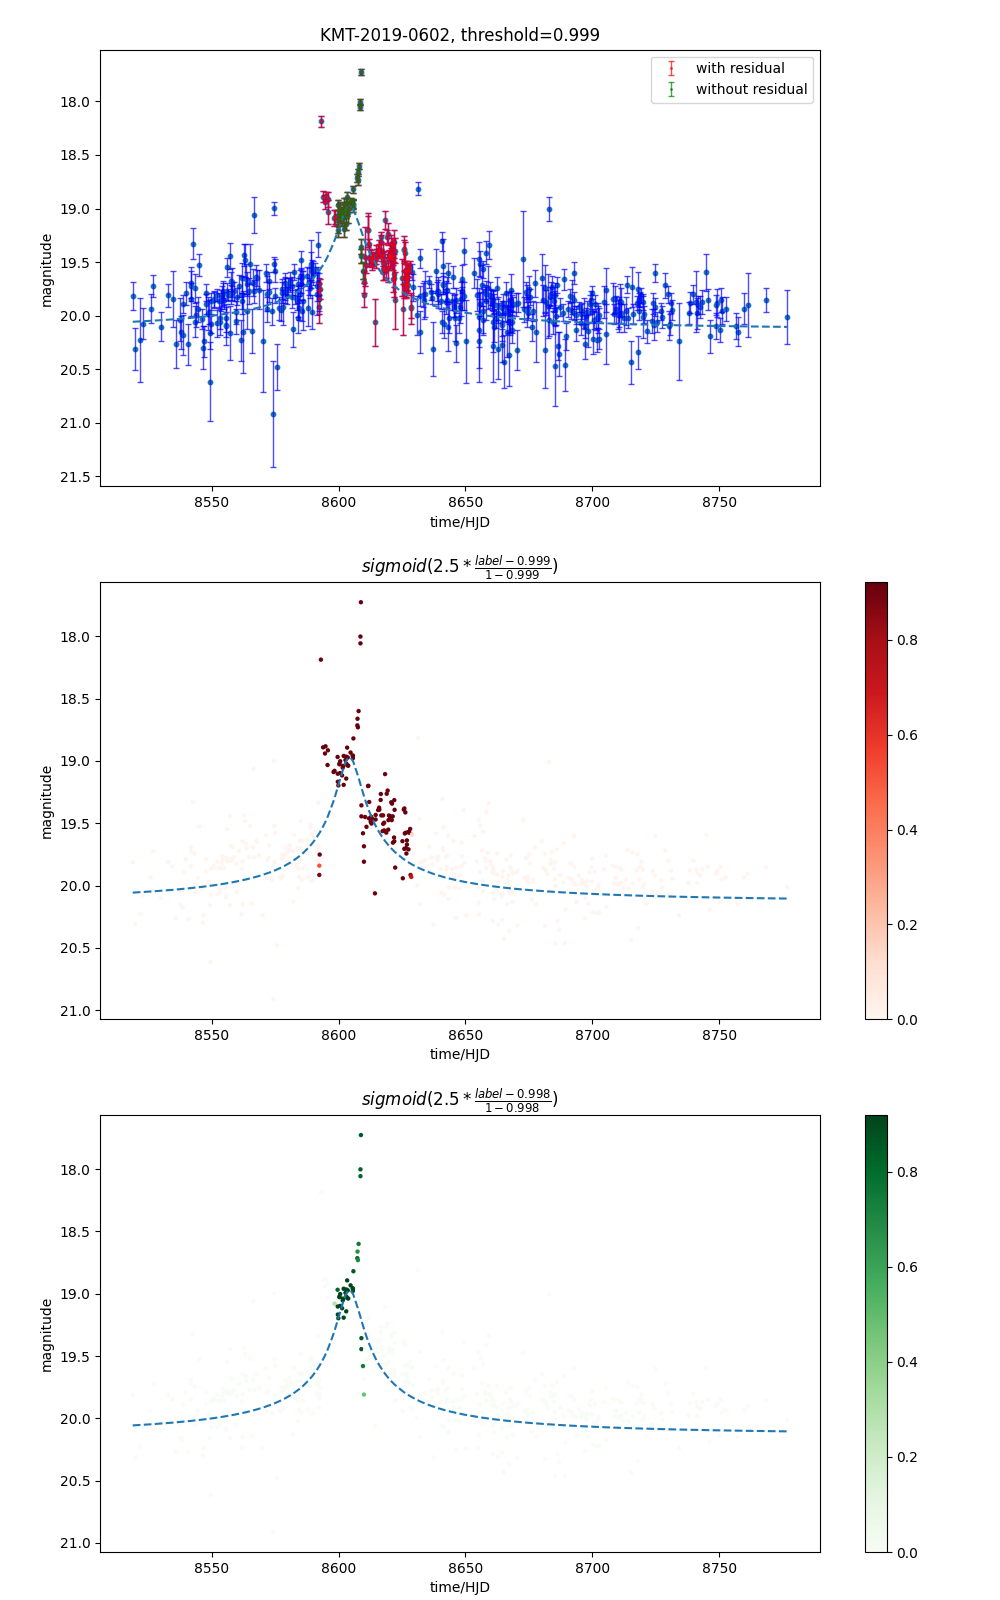 KMT-2019-0602, threshold=0.999
with residual
without residual
18.0
18.5
19.0
19.5
20.0
20.5
21.0
21.5
magnitude
8550 8600 8650 8700 8750
time/HJD
sigmoid(2.5 * \frac{label - 0.999}{1 - 0.999})
18.0
18.5
19.0
19.5
20.0
20.5
21.0
magnitude
8550 8600 8650 8700 8750
time/HJD
0.8
0.6
0.4
0.2
0.0
sigmoid(2.5 * \frac{label - 0.998}{1 - 0.998})
18.0
18.5
19.0
19.5
20.0
20.5
21.0
magnitude
8550 8600 8650 8700 8750
time/HJD
0.8
0.6
0.4
0.2
0.0